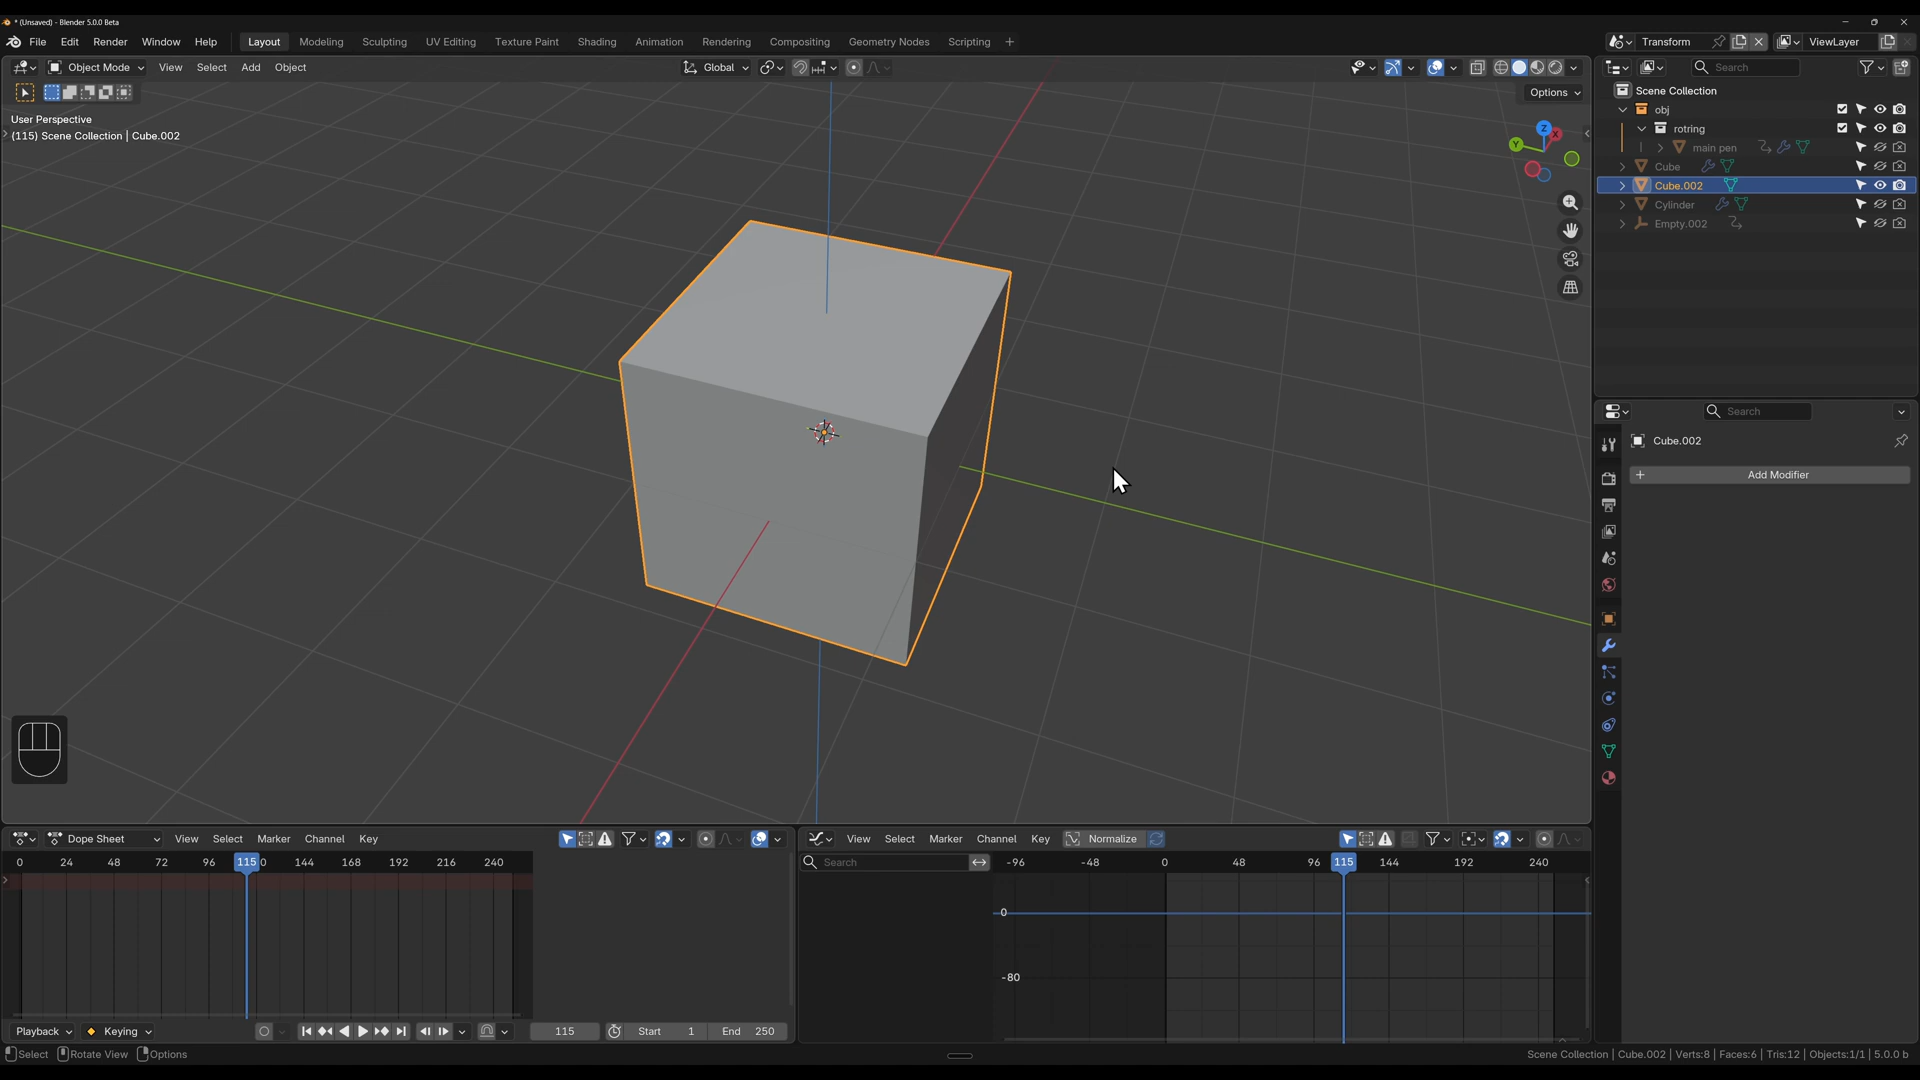 * (Unsaved) - Blender 5.0.0 Beta
File Edit Render Window Help Layout Modeling Sculpting UV Editing Texture Paint Shading Animation Rendering Compositing Geometry Nodes Scripting + Transform ViewLayer
Object Mode View Select Add Object Global Search
Options
User Perspective
(115) Scene Collection | Cube.002
Z X Y
Scene Collection
obj
rotring
main pen
Cube
Cube.002
Cylinder
Empty.002
Search
Cube.002
+ Add Modifier
Dope Sheet View Select Marker Channel Key
0 24 48 72 96 115 0 144 168 192 216 240
View Select Marker Channel Key Normalize
Search -96 -48 0 48 96 115 144 192 240
0
-80
Playback Keying 115 Start 1 End 250
Select Rotate View Options
Scene Collection | Cube.002 | Verts:8 | Faces:6 | Tris:12 | Objects:1/1 | 5.0.0 b